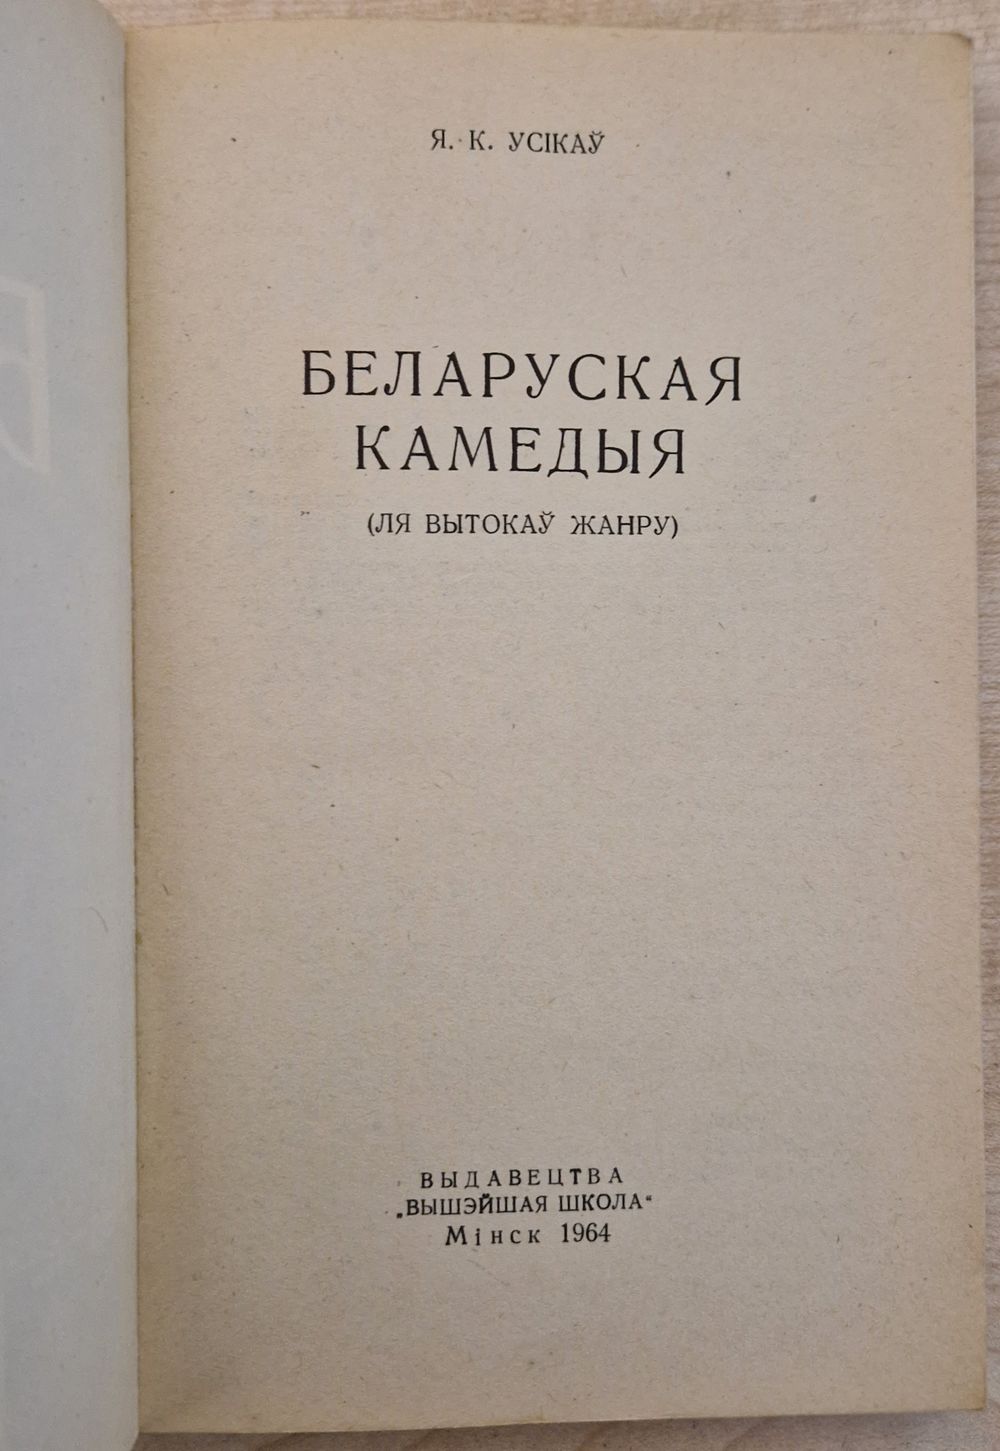 Я. К. УСІКАЎ
БЕЛАРУСКАЯ
КАМЕДЫЯ
(ЛЯ ВЫТОКАЎ ЖАНРУ)
ВЫДАВЕЦТВА
„ВЫШЭЙШАЯ ШКОЛА“
Мінск 1964